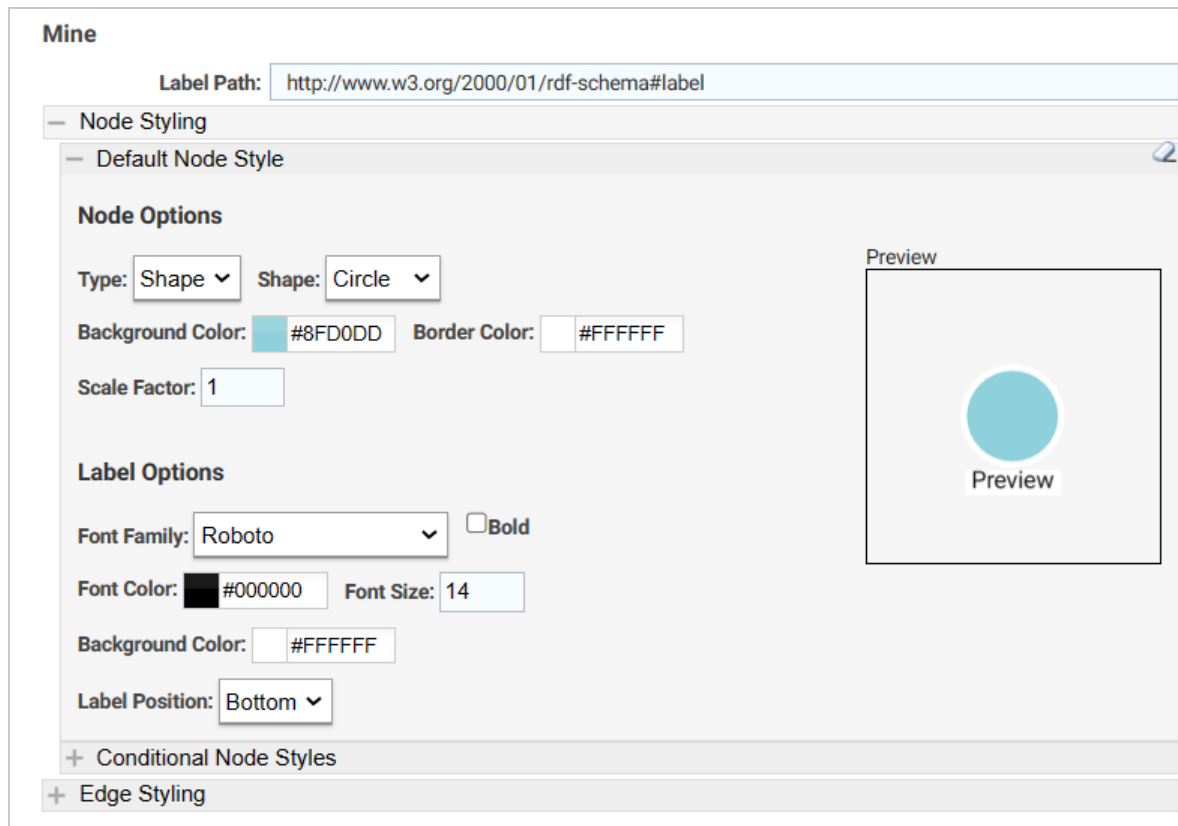 Mine
Label Path: http://www.w3.org/2000/01/rdf-schema#label
Node Styling
Default Node Style
Node Options
Type: Shape Shape: Circle
Background Color: #8FD0DD Border Color: #FFFFFF
Scale Factor: 1
Preview
Preview
Label Options
Font Family: Roboto Bold
Font Color: #000000 Font Size: 14
Background Color: #FFFFFF
Label Position: Bottom
Conditional Node Styles
Edge Styling